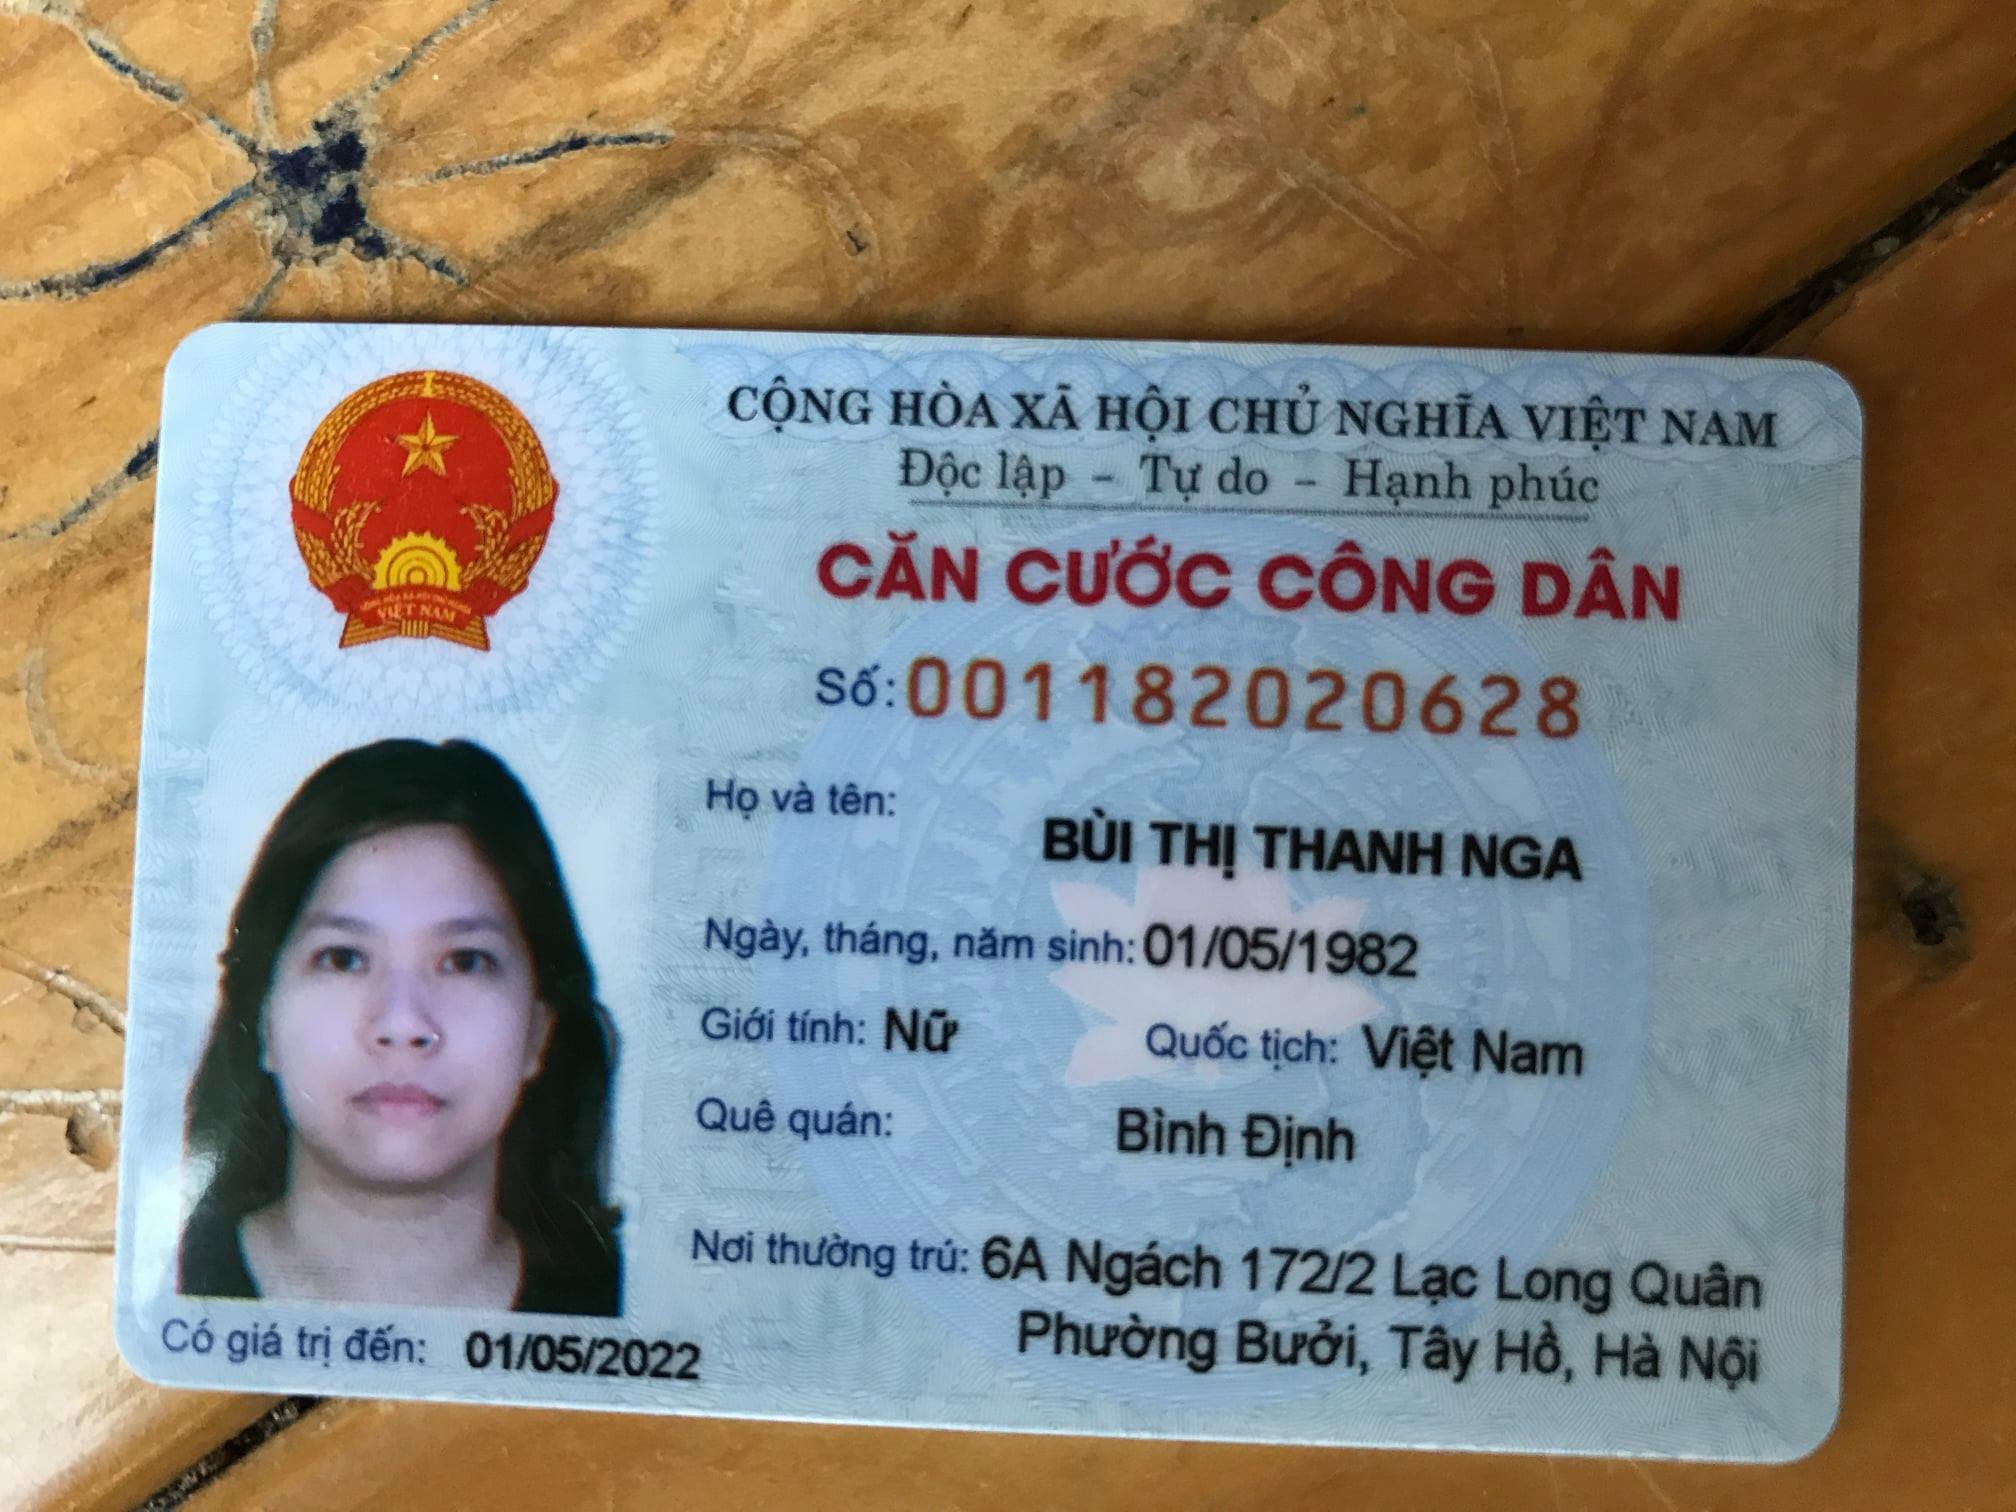 CỘNG HÒA XÃ HỘI CHỦ NGHĨA VIỆT NAM
Độc lập - Tự do - Hạnh phúc
CĂN CƯỚC CÔNG DÂN
Số: 001182020628
Họ và tên:
BÙI THỊ THANH NGA
Ngày, tháng, năm sinh: 01/05/1982
Giới tính: Nữ Quốc tịch: Việt Nam
Quê quán: Bình Định
Nơi thường trú: 6A Ngách 172/2 Lạc Long Quân
Phường Bưởi, Tây Hồ, Hà Nội
Có giá trị đến: 01/05/2022
VIỆT NAM